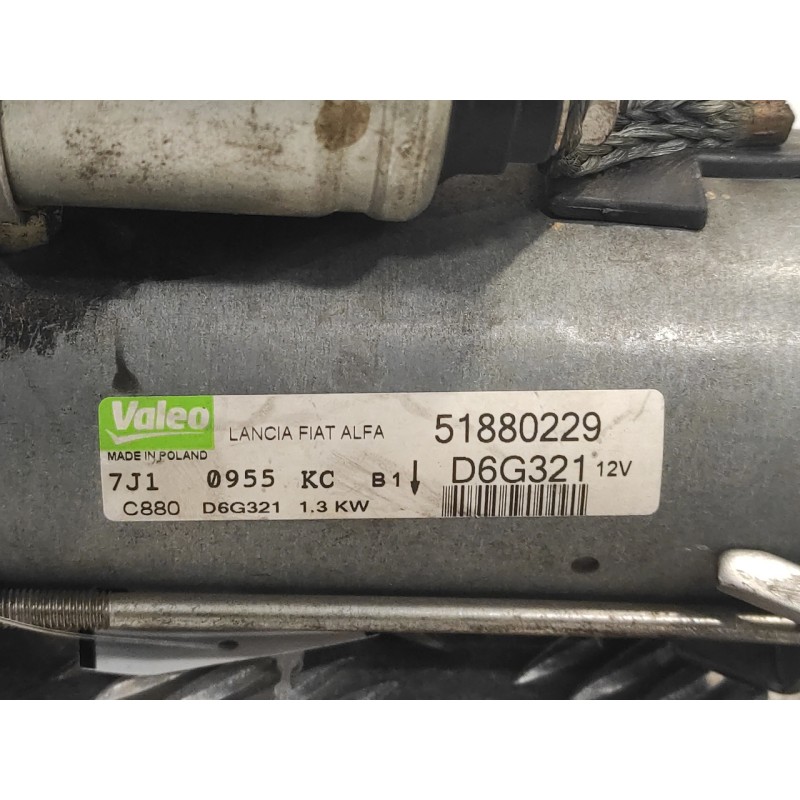 Valeo LANCIA FIAT ALFA 51880229
MADE IN POLAND
7J1 0955 KC B1↓ D6G321 12V
C880 D6G321 1.3 KW